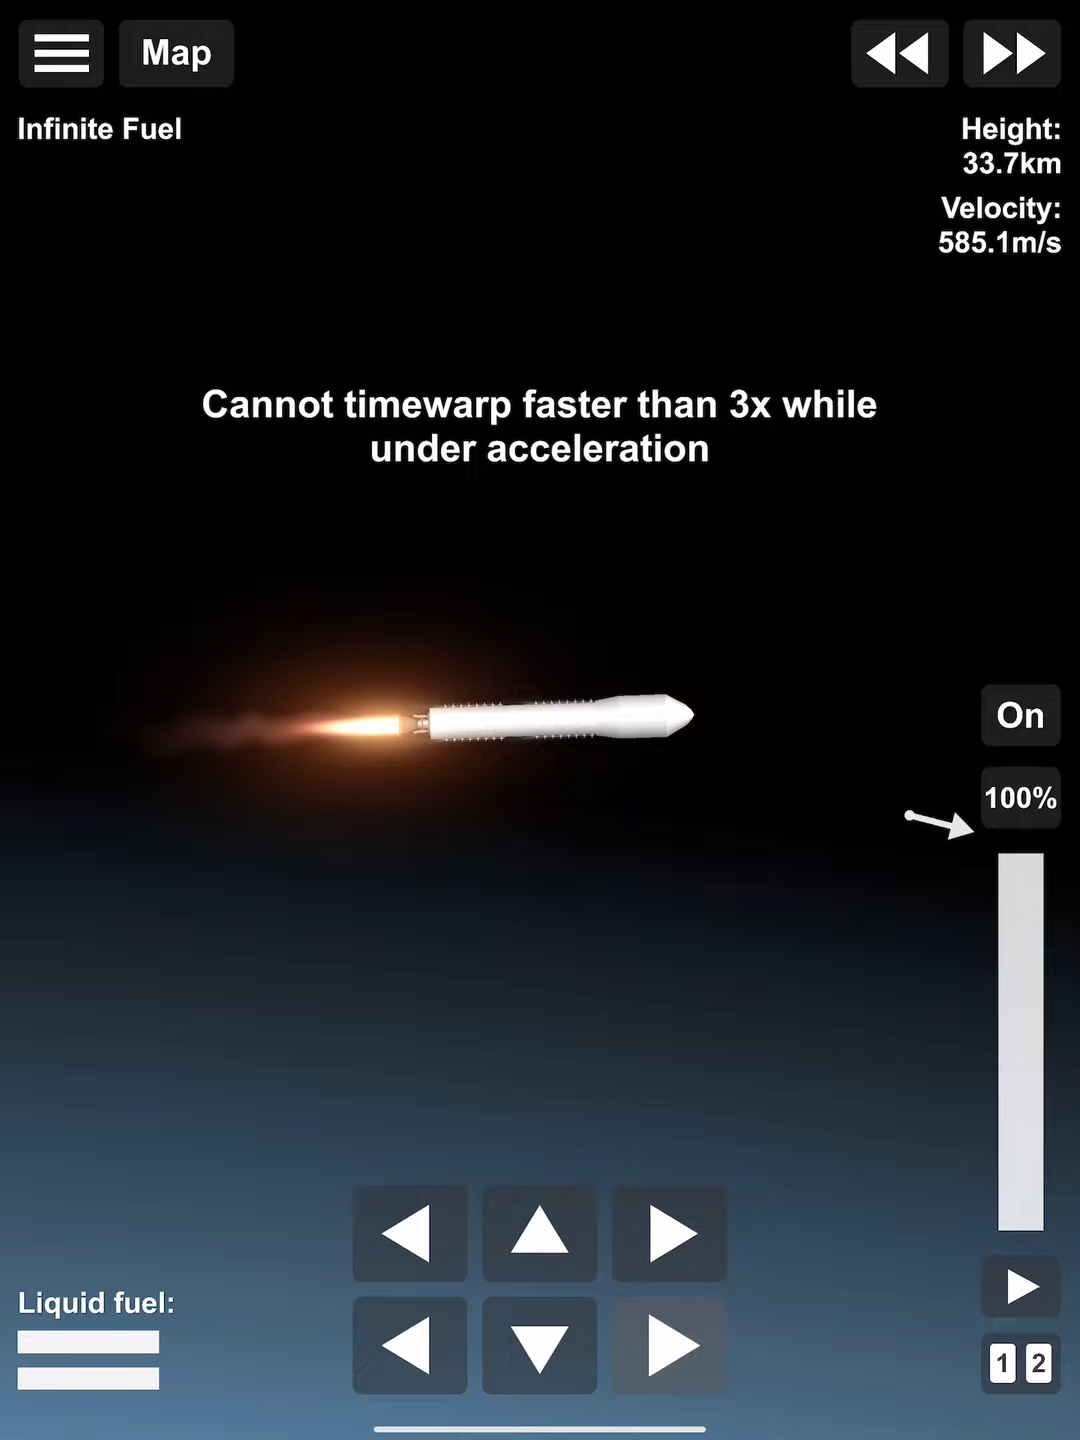 Map
Infinite Fuel
Height:
33.7km
Velocity:
585.1m/s
Cannot timewarp faster than 3x while
under acceleration
On
100%
Liquid fuel:
1 2